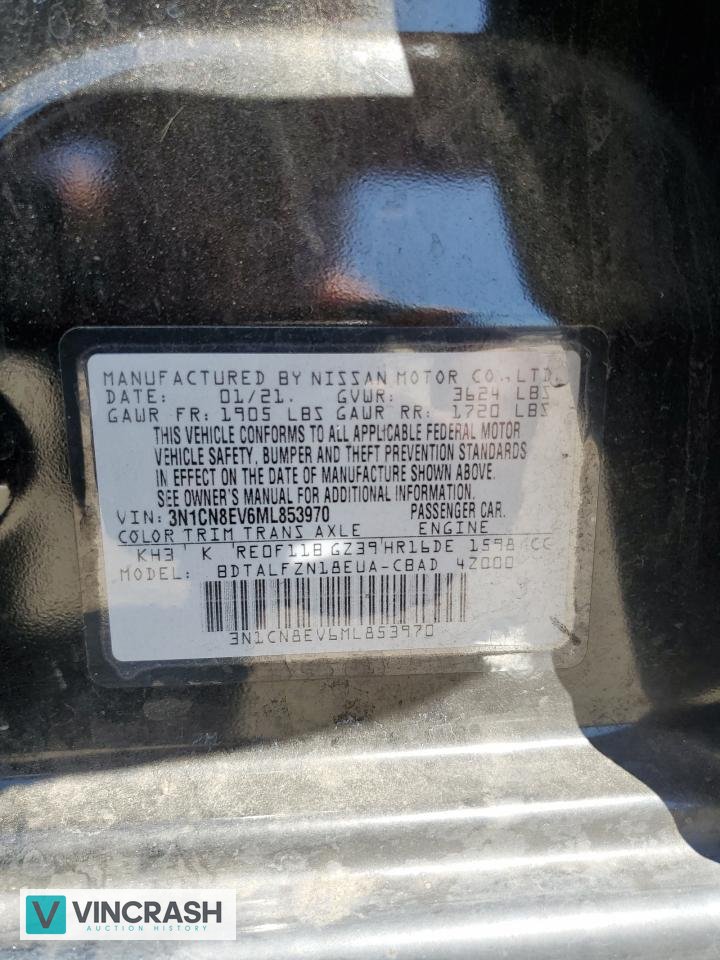 MANUFACTURED BY NISSAN MOTOR CO., LTD.
DATE: 01/21. GVWR: 3624 LBS
GAWR FR: 1905 LBS GAWR RR: 1720 LBS
THIS VEHICLE CONFORMS TO ALL APPLICABLE FEDERAL MOTOR
VEHICLE SAFETY, BUMPER AND THEFT PREVENTION STANDARDS
IN EFFECT ON THE DATE OF MANUFACTURE SHOWN ABOVE.
SEE OWNER'S MANUAL FOR ADDITIONAL INFORMATION.
VIN: 3N1CN8EV6ML853970 PASSENGER CAR.
COLOR TRIM TRANS AXLE ENGINE
KH3 K RE0F11B GZ39 HR16DE 1598 CC
MODEL: BDTALFZN18EUA-CBAD 4Z000
3N1CN8EV6ML853970
V VINCRASH
AUCTION HISTORY